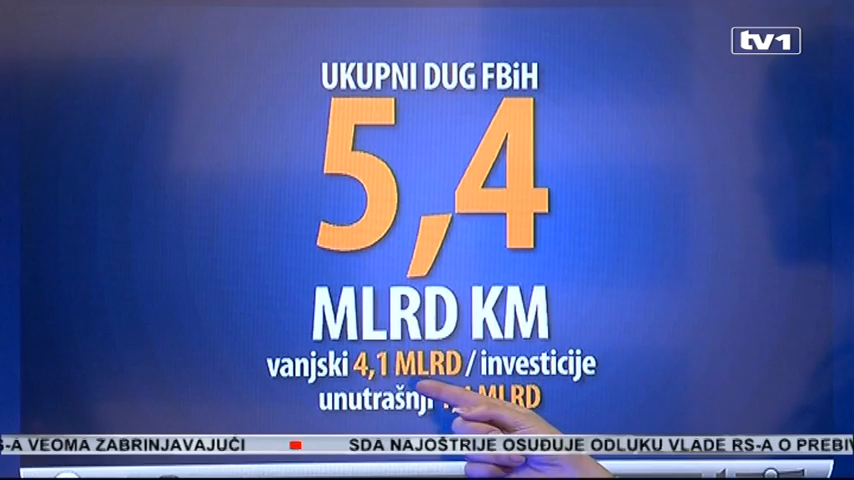 tv1
UKUPNI DUG FBiH
5,4
MLRD KM
vanjski 4,1 MLRD / investicije
unutrašnji MLRD
S-A VEOMA ZABRINJAVAJUĆI SDA NAJOŠTRIJE OSUĐUJE ODLUKU VLADE RS-A O PREBIV